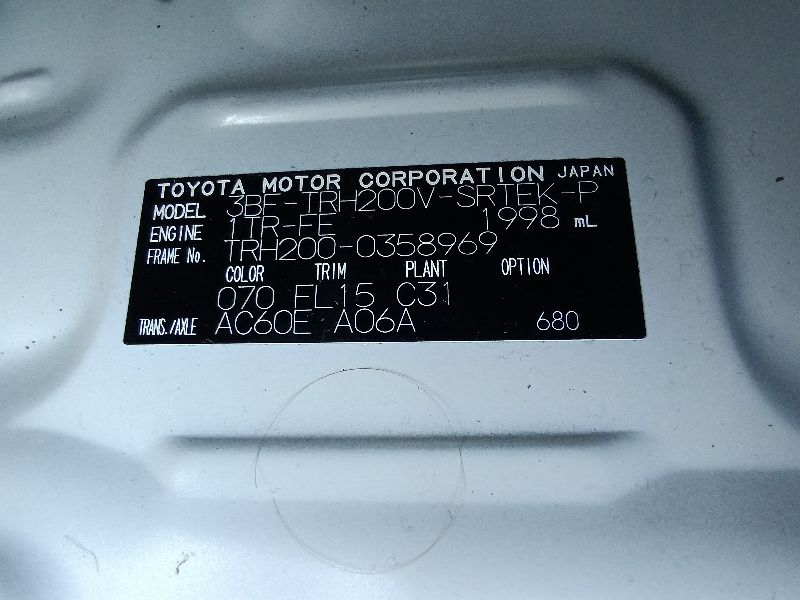 TOYOTA MOTOR CORPORATION JAPAN
MODEL 3BF-TRH200V-SRTEK-P
ENGINE 1TR-FE 1998 mL
FRAME No. TRH200-0358969
COLOR TRIM PLANT OPTION
070 FL15 C31
TRANS./AXLE AC60E A06A 680